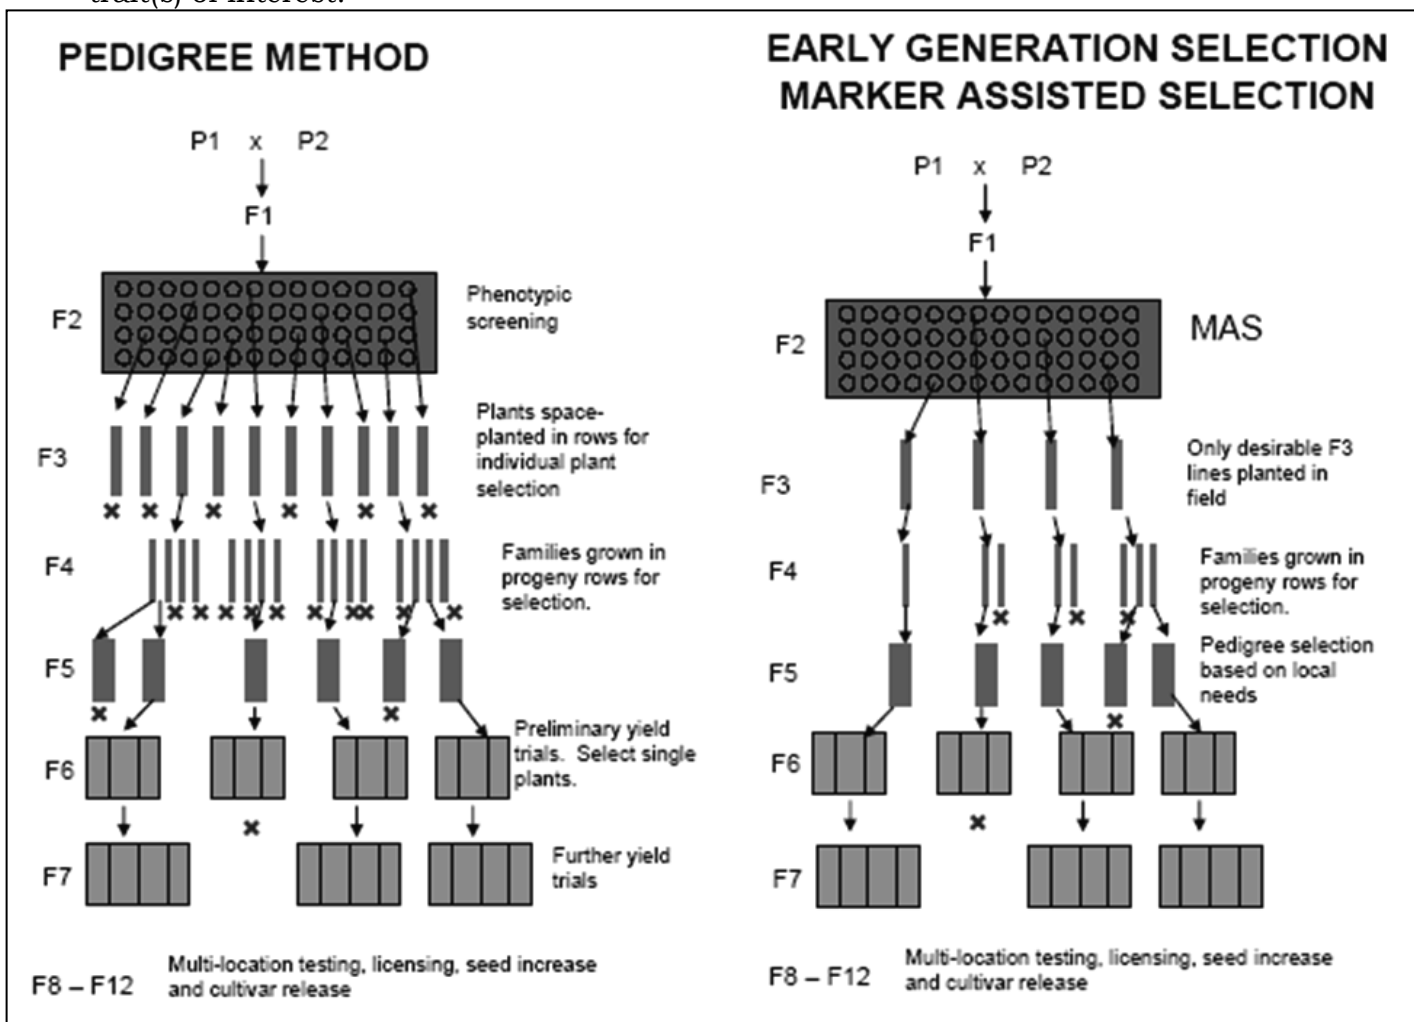 trait(s) of interest.
PEDIGREE METHOD
P1 x P2
F1
F2
Phenotypic
screening
F3
Plants space-
planted in rows for
individual plant
selection
F4
Families grown in
progeny rows for
selection.
F5
F6
Preliminary yield
trials. Select single
plants.
F7
Further yield
trials
F8 – F12
Multi-location testing, licensing, seed increase
and cultivar release
EARLY GENERATION SELECTION
MARKER ASSISTED SELECTION
P1 x P2
F1
F2
MAS
F3
Only desirable F3
lines planted in
field
F4
Families grown in
progeny rows for
selection.
F5
Pedigree selection
based on local
needs
F6
F7
F8 – F12
Multi-location testing, licensing, seed increase
and cultivar release